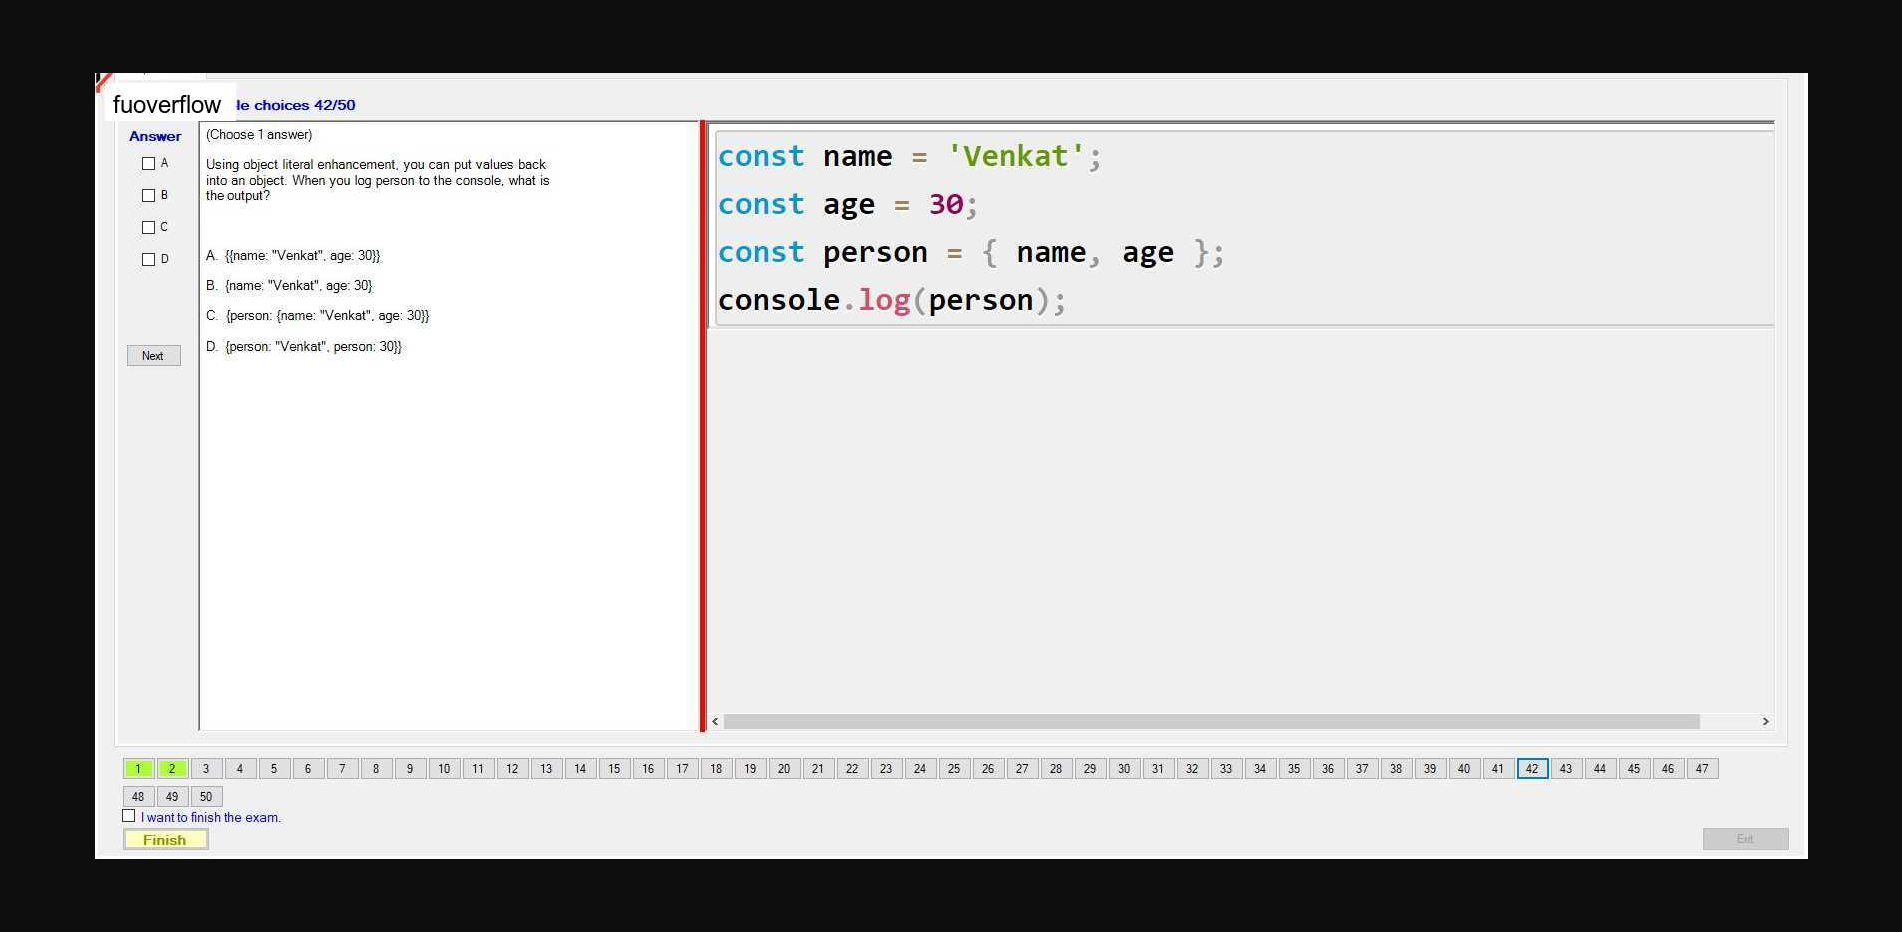 fuoverflow le choices 42/50
Answer
(Choose 1 answer)
A
B
C
D
Next
Using object literal enhancement, you can put values back
into an object. When you log person to the console, what is
the output?
A. {{name: "Venkat", age: 30}}
B. {name: "Venkat", age: 30}
C. {person: {name: "Venkat", age: 30}}
D. {person: "Venkat", person: 30}}
const name = 'Venkat';
const age = 30;
const person = { name, age };
console.log(person);
1 2 3 4 5 6 7 8 9 10 11 12 13 14 15 16 17 18 19 20 21 22 23 24 25 26 27 28 29 30 31 32 33 34 35 36 37 38 39 40 41 42 43 44 45 46 47
48 49 50
I want to finish the exam.
Finish
Exit